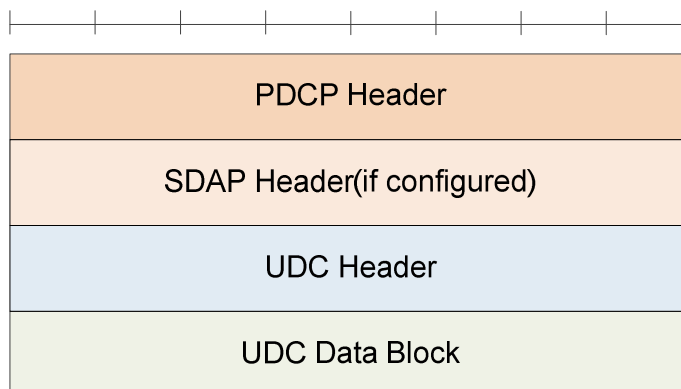 PDCP Header
SDAP Header(if configured)
UDC Header
UDC Data Block